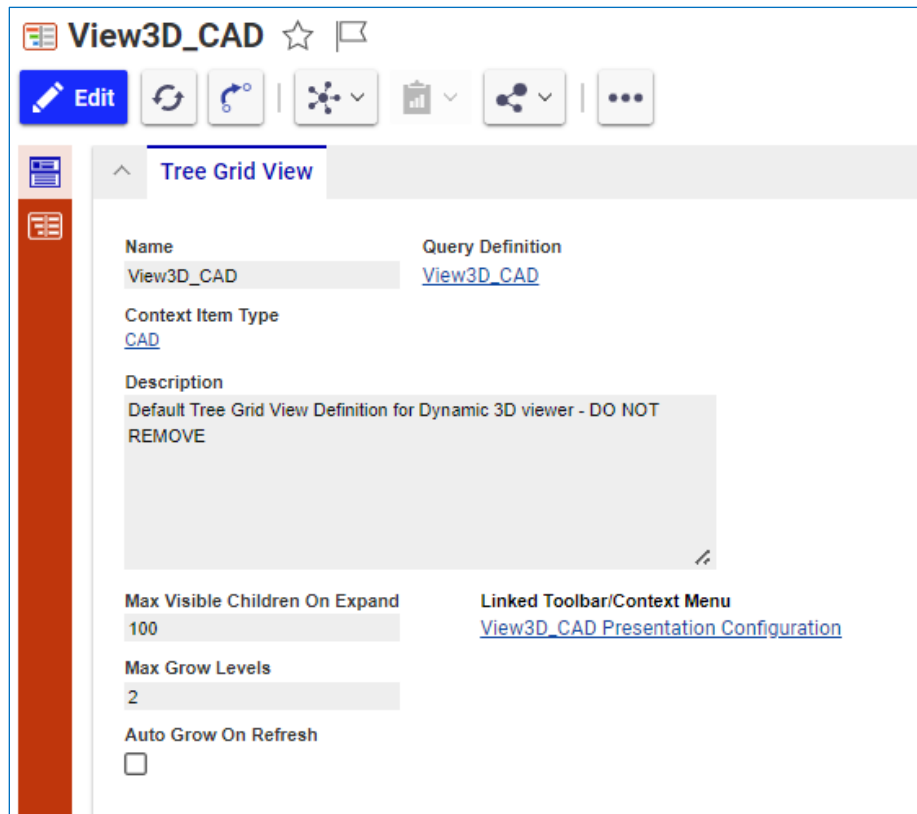 View3D_CAD
Edit
Tree Grid View
Name
Query Definition
View3D_CAD
View3D_CAD
Context Item Type
CAD
Description
Default Tree Grid View Definition for Dynamic 3D viewer - DO NOT
REMOVE
Max Visible Children On Expand
Linked Toolbar/Context Menu
100
View3D_CAD Presentation Configuration
Max Grow Levels
2
Auto Grow On Refresh